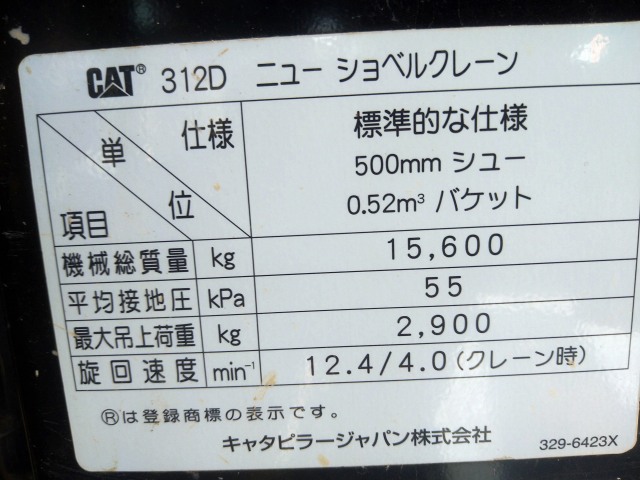 CAT® 312D ニュー ショベルクレーン
仕様
単
位
項目
標準的な仕様
500mm シュー
0.52m³ バケット
機械総質量 kg 15,600
平均接地圧 kPa 55
最大吊上荷重 kg 2,900
旋回速度 min⁻¹ 12.4/4.0(クレーン時)
®は登録商標の表示です。
キャタピラージャパン株式会社
329-6423X